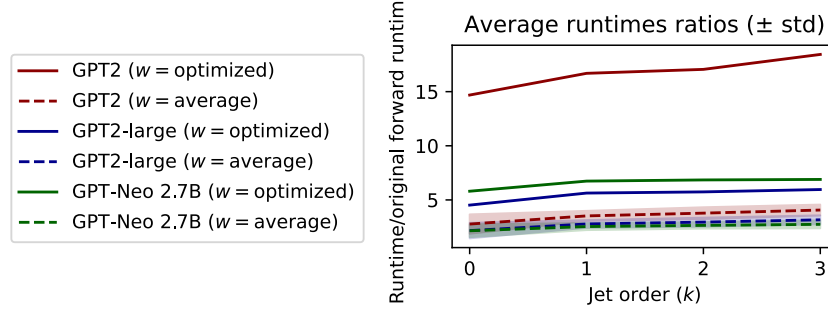 Average runtimes ratios (± std)
GPT2 (w = optimized)
GPT2 (w = average)
GPT2-large (w = optimized)
GPT2-large (w = average)
GPT-Neo 2.7B (w = optimized)
GPT-Neo 2.7B (w = average)
Runtime/original forward runtim
15
10
5
0 1 2 3
Jet order (k)